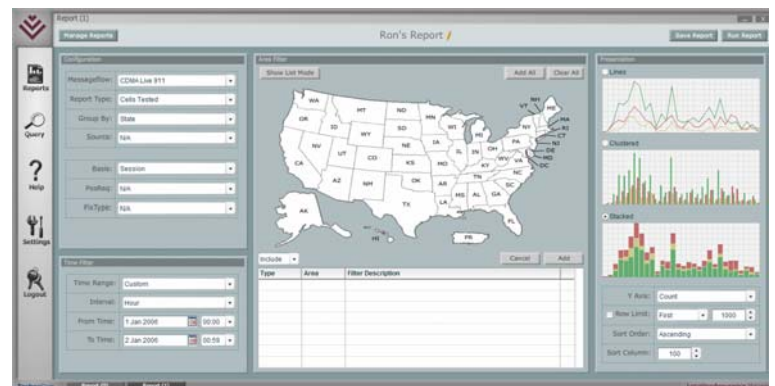 Report (1)
Manage Reports
Ron's Report /
Save Report
Run Report
Reports
Query
Help
Settings
Logout
Configuration
Messageflow: CDMA Live 911
Report Type: Cells Tested
Group By: State
Source: N/A
Basis: Session
PosReq: N/A
FixType: N/A
Time Filter
Time Range: Custom
Interval: Hour
From Time: 1 Jan 2006 00:00
To Time: 2 Jan 2006 00:59
Area Filter
Show List Mode
Add All
Clear All
WA
MT
ND
MN
VT
NH
ME
OR
ID
WY
SD
WI
MI
NY
MA
RI
CT
NV
UT
CO
NE
IA
IL
IN
OH
PA
NJ
DE
MD
DC
CA
AZ
NM
KS
MO
KY
WV
VA
OK
AR
TN
NC
SC
TX
LA
MS
AL
GA
FL
AK
HI
PR
Include
Cancel
Add
Type
Area
Filter Description
Presentation
Lines
Clustered
Stacked
Y Axis: Count
Row Limit: First 1000
Sort Order: Ascending
Sort Column: 100
Report (1)